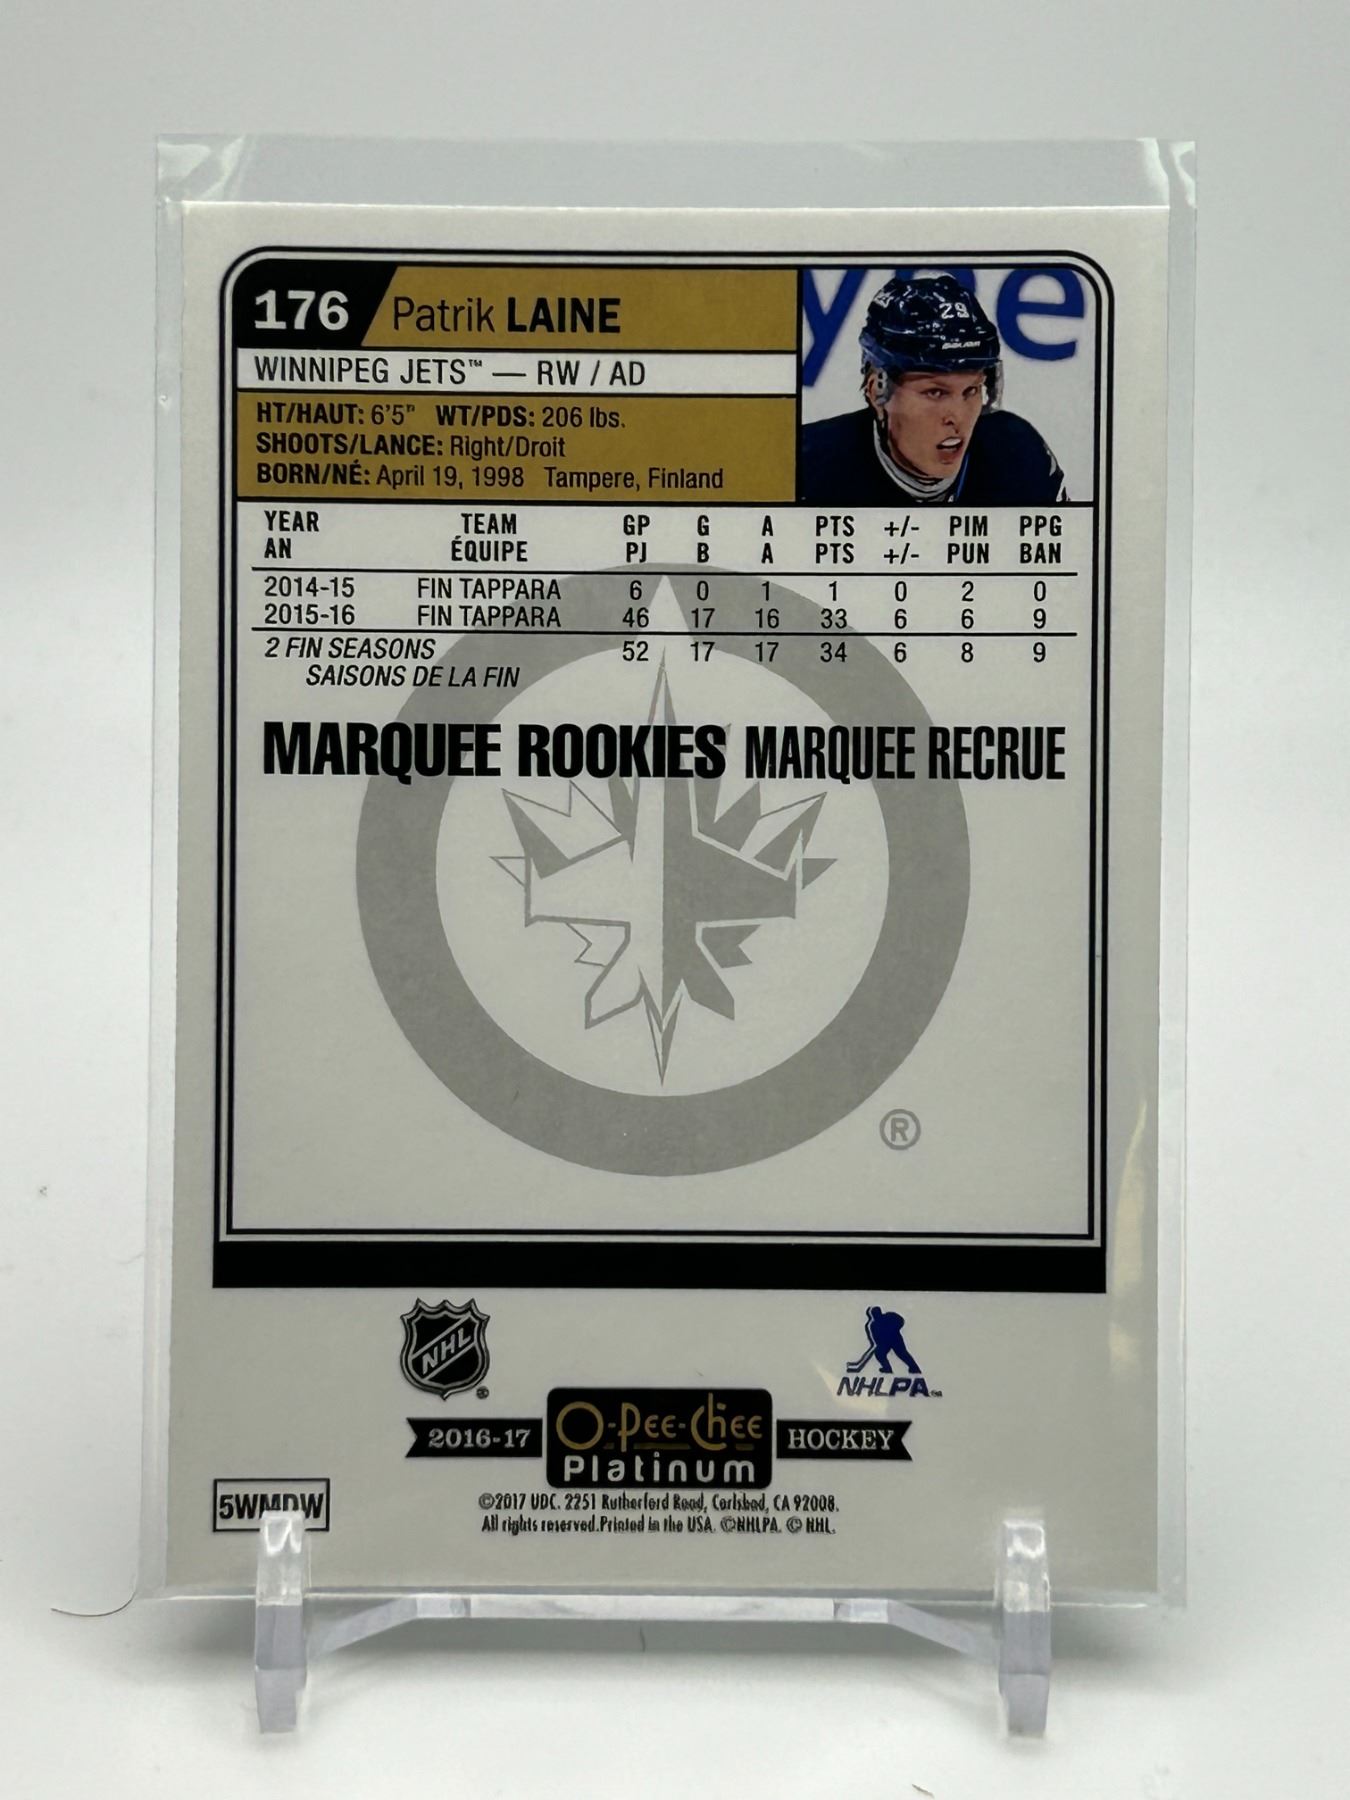 176 Patrik LAINE
WINNIPEG JETS™ — RW / AD
HT/HAUT: 6'5" WT/PDS: 206 lbs.
SHOOTS/LANCE: Right/Droit
BORN/NÉ: April 19, 1998 Tampere, Finland
yne
29
YEAR TEAM GP G A PTS +/- PIM PPG
AN ÉQUIPE PJ B A PTS +/- PUN BAN
2014-15 FIN TAPPARA 6 0 1 1 0 2 0
2015-16 FIN TAPPARA 46 17 16 33 6 6 9
2 FIN SEASONS 52 17 17 34 6 8 9
SAISONS DE LA FIN
MARQUEE ROOKIES MARQUEE RECRUE
®
NHL ®
NHLPA™
2016-17 O-Pee-Chee HOCKEY
Platinum
5WMDW
©2017 UDC. 2251 Rutherford Road, Carlsbad, CA 92008.
All rights reserved.Printed in the USA. ©NHLPA. © NHL.